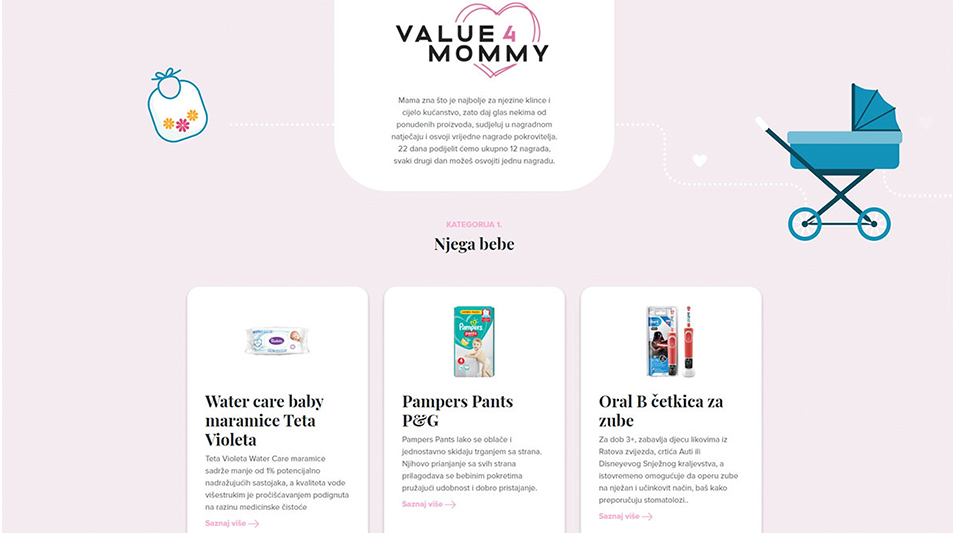 VALUE 4
MOMMY
Mama zna što je najbolje za njezine klince i
cijelo kućanstvo, zato daj glas nekima od
ponuđenih proizvoda, sudjeluj u nagradnom
natječaju i osvoji vrijedne nagrade pokrovitelja.
22 dana podijelit ćemo ukupno 12 nagrada,
svaki drugi dan možeš osvojiti jednu nagradu.
KATEGORIJA 1.
Njega bebe
Water care baby
maramice Teta
Violeta
Teta Violeta Water Care maramice
sadrže manje od 1% potencijalno
nadražujućih sastojaka, a kvaliteta vode
višestrukim je pročišćavanjem podignuta
na razinu medicinske čistoće
Saznaj više
Pampers
pants
Pampers Pants
P&G
Pampers Pants lako se oblače i
jednostavno skidaju trganjem sa strana.
Njihovo prianjanje sa svih strana
prilagođava se bebinim pokretima
pružajući udobnost i dobro pristajanje.
Saznaj više
Oral B četkica za
zube
Za dob 3+, zabavlja djecu likovima iz
Ratova zvijezda, crtića Auti ili
Disneyevog Snježnog kraljevstva, a
istovremeno omogućuje da operu zube
na nježan i učinkovit način, baš kako
preporučuju stomatolozi..
Saznaj više